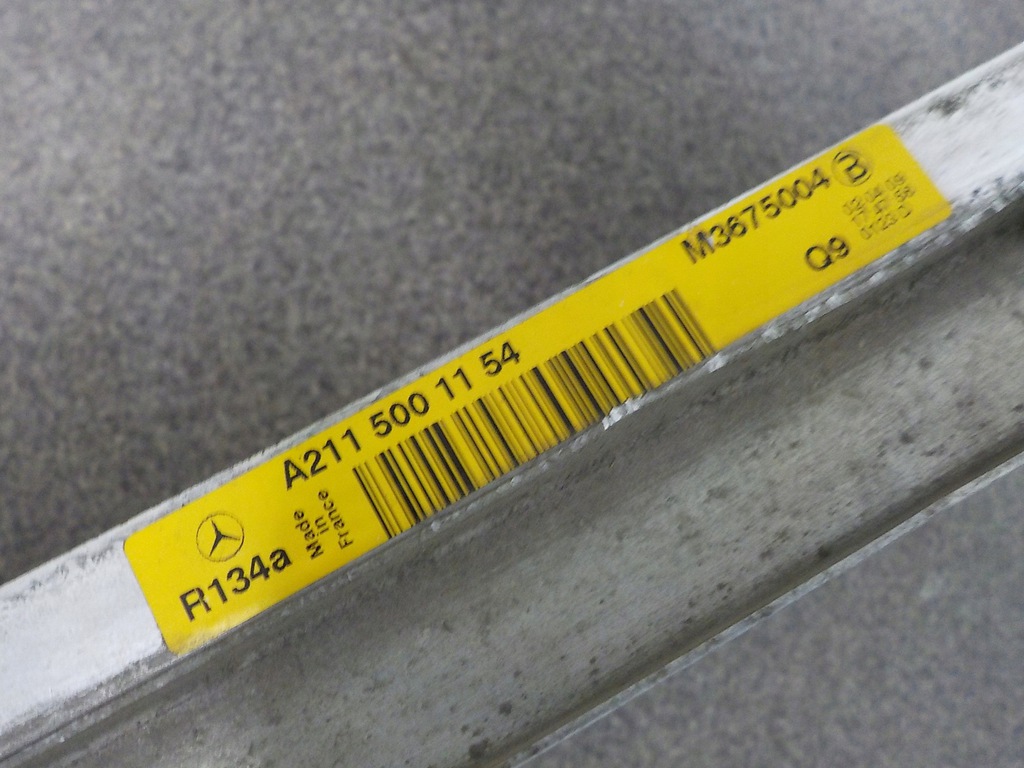 A211 500 11 54
Made
in
France
R134a
M3675004 B
Q9